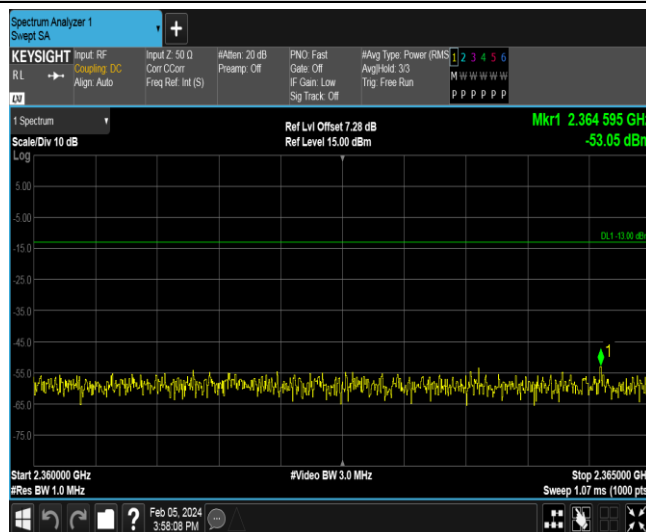 Spectrum Analyzer 1
Swept SA
KEYSIGHT
RL
LXI
Input: RF
Coupling: DC
Align: Auto
Input Z: 50 Ω
Corr CCorr
Freq Ref: Int (S)
#Atten: 20 dB
Preamp: Off
PNO: Fast
Gate: Off
IF Gain: Low
Sig Track: Off
#Avg Type: Power (RMS
Avg|Hold: 3/3
Trig: Free Run
1 2 3 4 5 6
M W W W W W
P P P P P P
1 Spectrum
Scale/Div 10 dB
Ref Lvl Offset 7.28 dB
Ref Level 15.00 dBm
Mkr1 2.364 595 GHz
-53.05 dBm
Log
5.00
-5.00
-15.0
-25.0
-35.0
-45.0
-55.0
-65.0
-75.0
DL1 -13.00 dBm
1
Start 2.360000 GHz
#Res BW 1.0 MHz
#Video BW 3.0 MHz
Stop 2.365000 GHz
Sweep 1.07 ms (1000 pts
?
Feb 05, 2024
3:58:08 PM